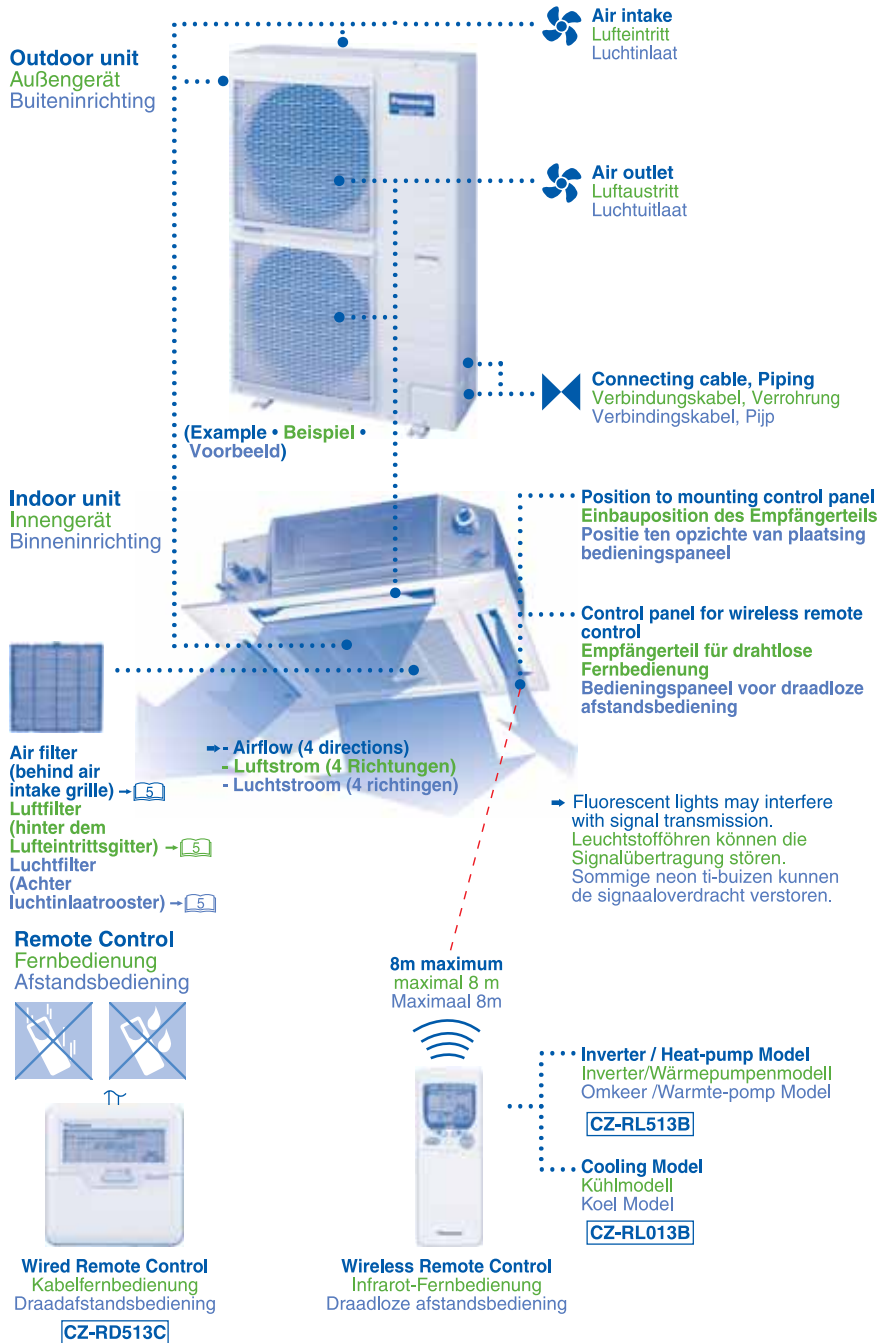 Air intake
Lufteintritt
Luchtinlaat
Outdoor unit
Außengerät
Buiteninrichting
Panasonic
Air outlet
Luftaustritt
Luchtuitlaat
Connecting cable, Piping
Verbindungskabel, Verrohrung
Verbindingskabel, Pijp
(Example • Beispiel •
Voorbeeld)
Indoor unit
Innengerät
Binneninrichting
Position to mounting control panel
Einbauposition des Empfängerteils
Positie ten opzichte van plaatsing
bedieningspaneel
Control panel for wireless remote
control
Empfängerteil für drahtlose
Fernbedienung
Bedieningspaneel voor draadloze
afstandsbediening
Air filter
(behind air
intake grille) → 5
Luftfilter
(hinter dem
Lufteintrittsgitter) → 5
Luchtfilter
(Achter
luchtinlaatrooster) → 5
➡ - Airflow (4 directions)
- Luftstrom (4 Richtungen)
- Luchtstroom (4 richtingen)
➡ Fluorescent lights may interfere
with signal transmission.
Leuchtstofföhren können die
Signalübertragung stören.
Sommige neon ti-buizen kunnen
de signaaloverdracht verstoren.
Remote Control
Fernbedienung
Afstandsbediening
8m maximum
maximal 8 m
Maximaal 8m
Inverter / Heat-pump Model
Inverter/Wärmepumpenmodell
Omkeer /Warmte-pomp Model
CZ-RL513B
Cooling Model
Kühlmodell
Koel Model
CZ-RL013B
Wired Remote Control
Kabelfernbedienung
Draadafstandsbediening
CZ-RD513C
Wireless Remote Control
Infrarot-Fernbedienung
Draadloze afstandsbediening